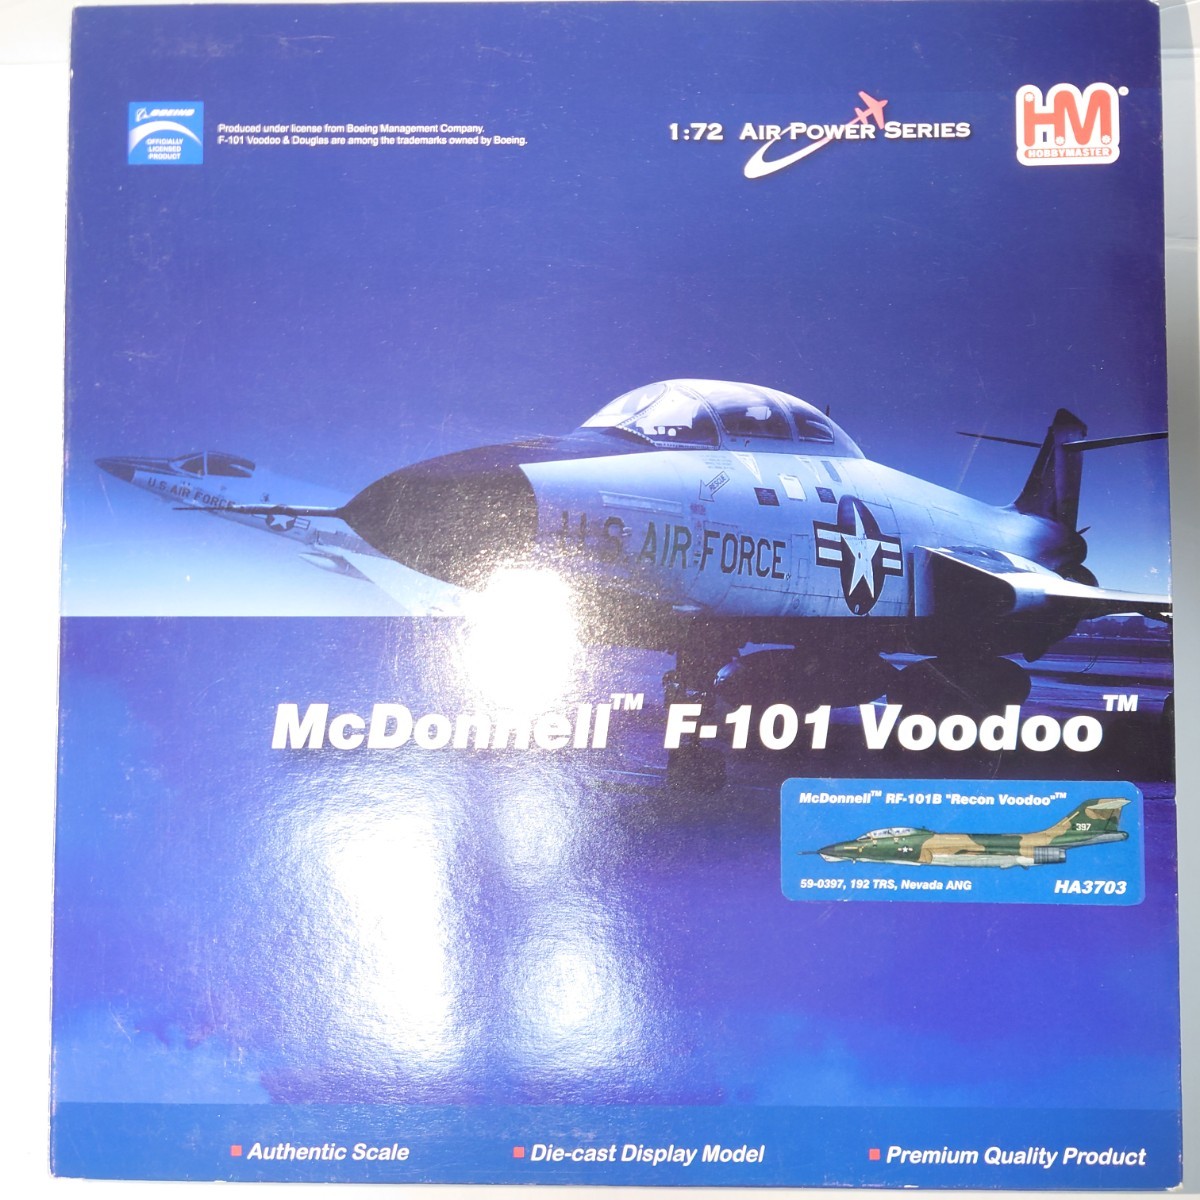 BOEING
OFFICIALLY
LICENSED
PRODUCT
Produced under license from Boeing Management Company.
F-101 Voodoo & Douglas are among the trademarks owned by Boeing.
1:72 AIR POWER SERIES
HM®
HOBBYMASTER
U.S. AIR FORCE
RESCUE
U.S. AIR FORCE
McDonnell™ F-101 Voodoo™
McDonnell™ RF-101B "Recon Voodoo"™
397
59-0397, 192 TRS, Nevada ANG
HA3703
Authentic Scale
Die-cast Display Model
Premium Quality Product